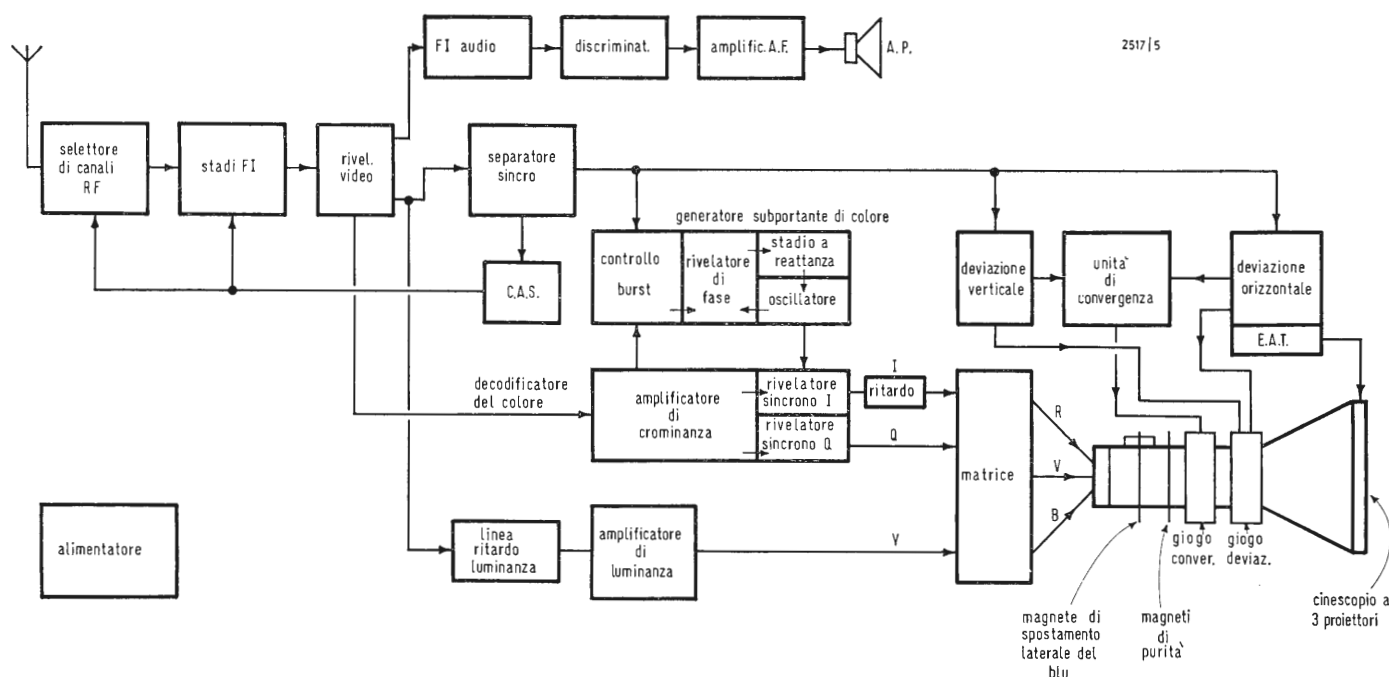 FI audio
discriminat.
amplific. A.F.
A.P.
2517/5
selettore
di canali
RF
stadi FI
rivel.
video
separatore
sincro
generatore subportante di colore
controllo
burst
rivelatore
di
fase
stadio a
reattanza
oscillatore
C.A.S.
deviazione
verticale
unità
di
convergenza
deviazione
orizzontale
E.A.T.
decodificatore
del colore
amplificatore
di
crominanza
rivelatore
sincrono I
rivelatore
sincrono Q
I
ritardo
Q
matrice
R
V
B
alimentatore
linea
ritardo
luminanza
amplificatore
di
luminanza
Y
giogo
conver.
giogo
deviaz.
magnete di
spostamento
laterale del
blu
magneti
di
purità
cinescopio a
3 proiettori